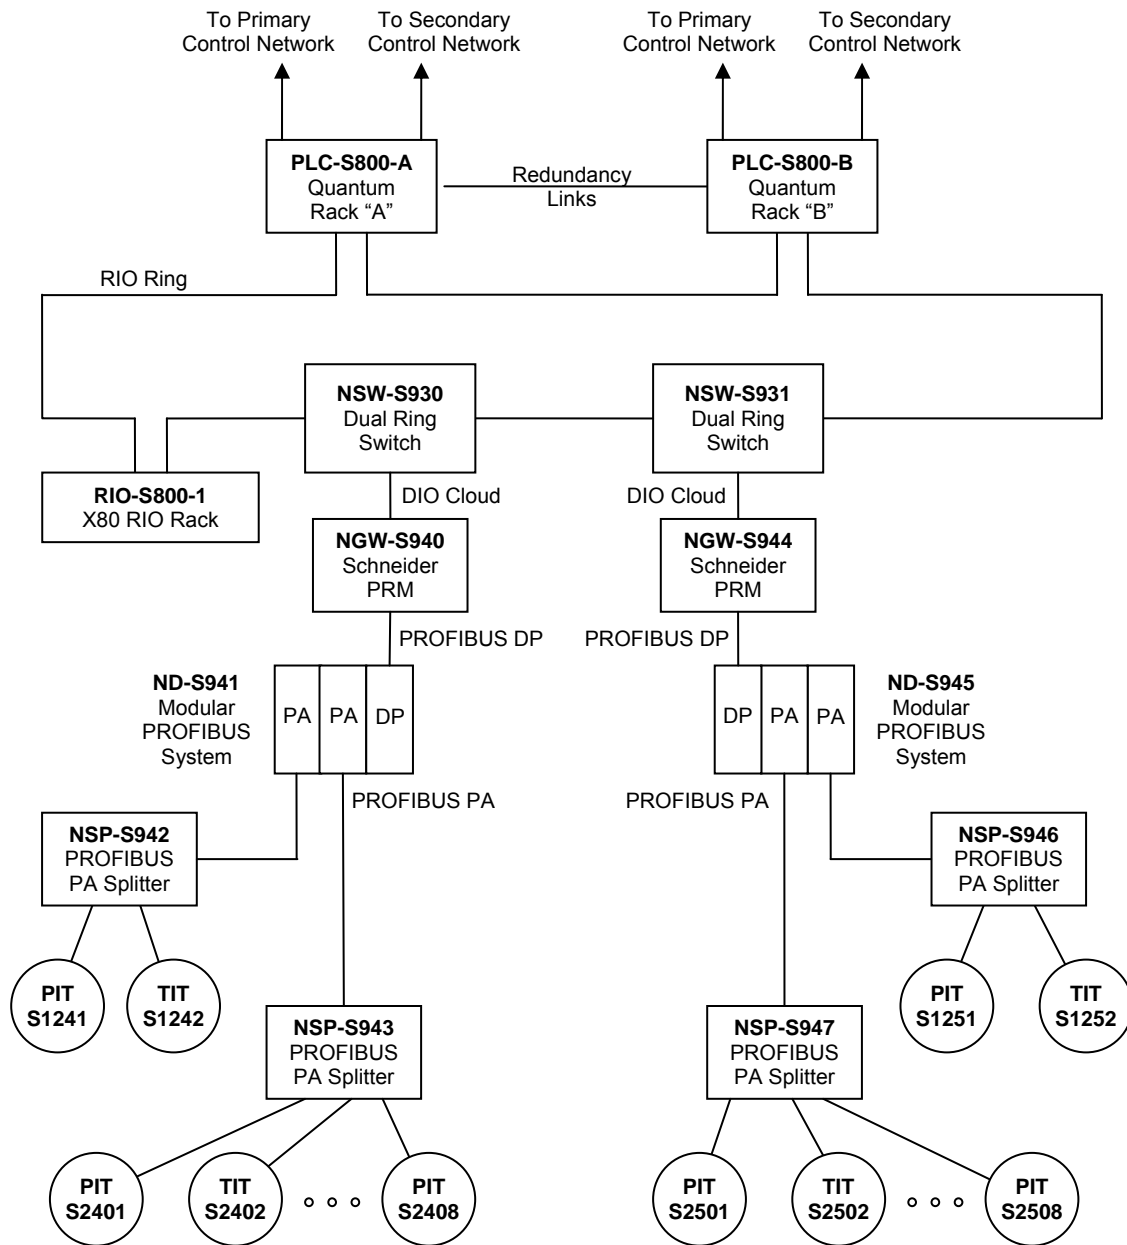 To Primary
Control Network
To Secondary
Control Network
To Primary
Control Network
To Secondary
Control Network
PLC-S800-A
Quantum
Rack “A”
Redundancy
Links
PLC-S800-B
Quantum
Rack “B”
RIO Ring
NSW-S930
Dual Ring
Switch
NSW-S931
Dual Ring
Switch
RIO-S800-1
X80 RIO Rack
DIO Cloud
DIO Cloud
NGW-S940
Schneider
PRM
NGW-S944
Schneider
PRM
PROFIBUS DP
PROFIBUS DP
ND-S941
Modular
PROFIBUS
System
PA
PA
DP
DP
PA
PA
ND-S945
Modular
PROFIBUS
System
PROFIBUS PA
PROFIBUS PA
NSP-S942
PROFIBUS
PA Splitter
NSP-S946
PROFIBUS
PA Splitter
PIT
S1241
TIT
S1242
PIT
S1251
TIT
S1252
NSP-S943
PROFIBUS
PA Splitter
NSP-S947
PROFIBUS
PA Splitter
PIT
S2401
TIT
S2402
PIT
S2408
PIT
S2501
TIT
S2502
PIT
S2508